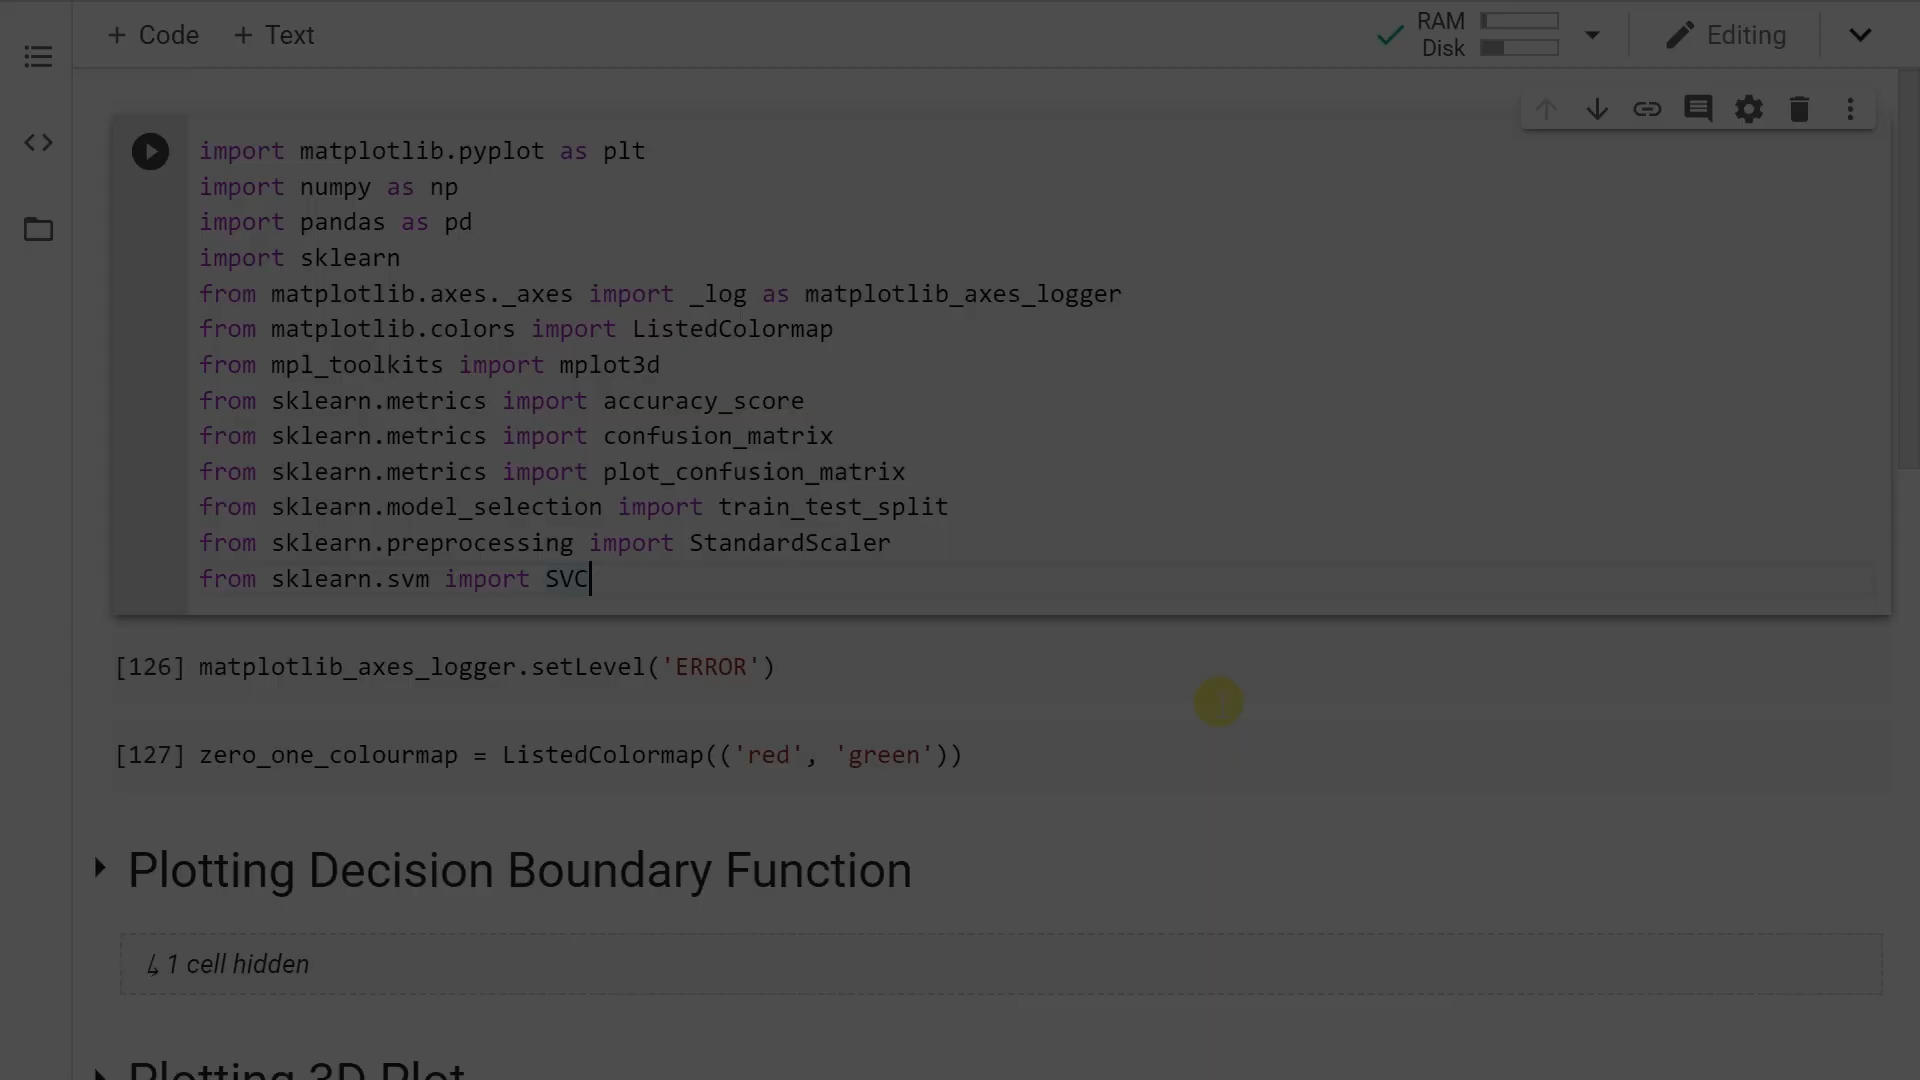 + Code + Text
RAM
Disk
Editing
import matplotlib.pyplot as plt
import numpy as np
import pandas as pd
import sklearn
from matplotlib.axes._axes import _log as matplotlib_axes_logger
from matplotlib.colors import ListedColormap
from mpl_toolkits import mplot3d
from sklearn.metrics import accuracy_score
from sklearn.metrics import confusion_matrix
from sklearn.metrics import plot_confusion_matrix
from sklearn.model_selection import train_test_split
from sklearn.preprocessing import StandardScaler
from sklearn.svm import SVC
[126] matplotlib_axes_logger.setLevel('ERROR')
[127] zero_one_colourmap = ListedColormap(('red', 'green'))
Plotting Decision Boundary Function
↳ 1 cell hidden
Plotting 3D Plot